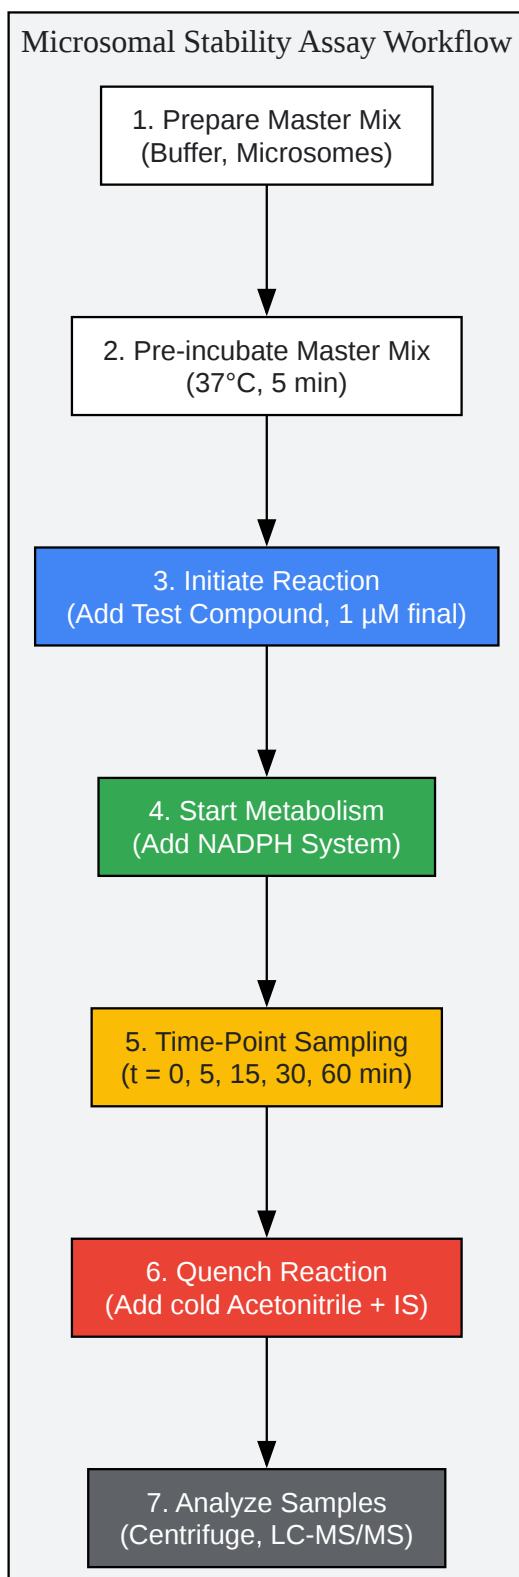 Microsomal Stability Assay Workflow
1. Prepare Master Mix
(Buffer, Microsomes)
2. Pre-incubate Master Mix
(37°C, 5 min)
3. Initiate Reaction
(Add Test Compound, 1 µM final)
4. Start Metabolism
(Add NADPH System)
5. Time-Point Sampling
(t = 0, 5, 15, 30, 60 min)
6. Quench Reaction
(Add cold Acetonitrile + IS)
7. Analyze Samples
(Centrifuge, LC-MS/MS)